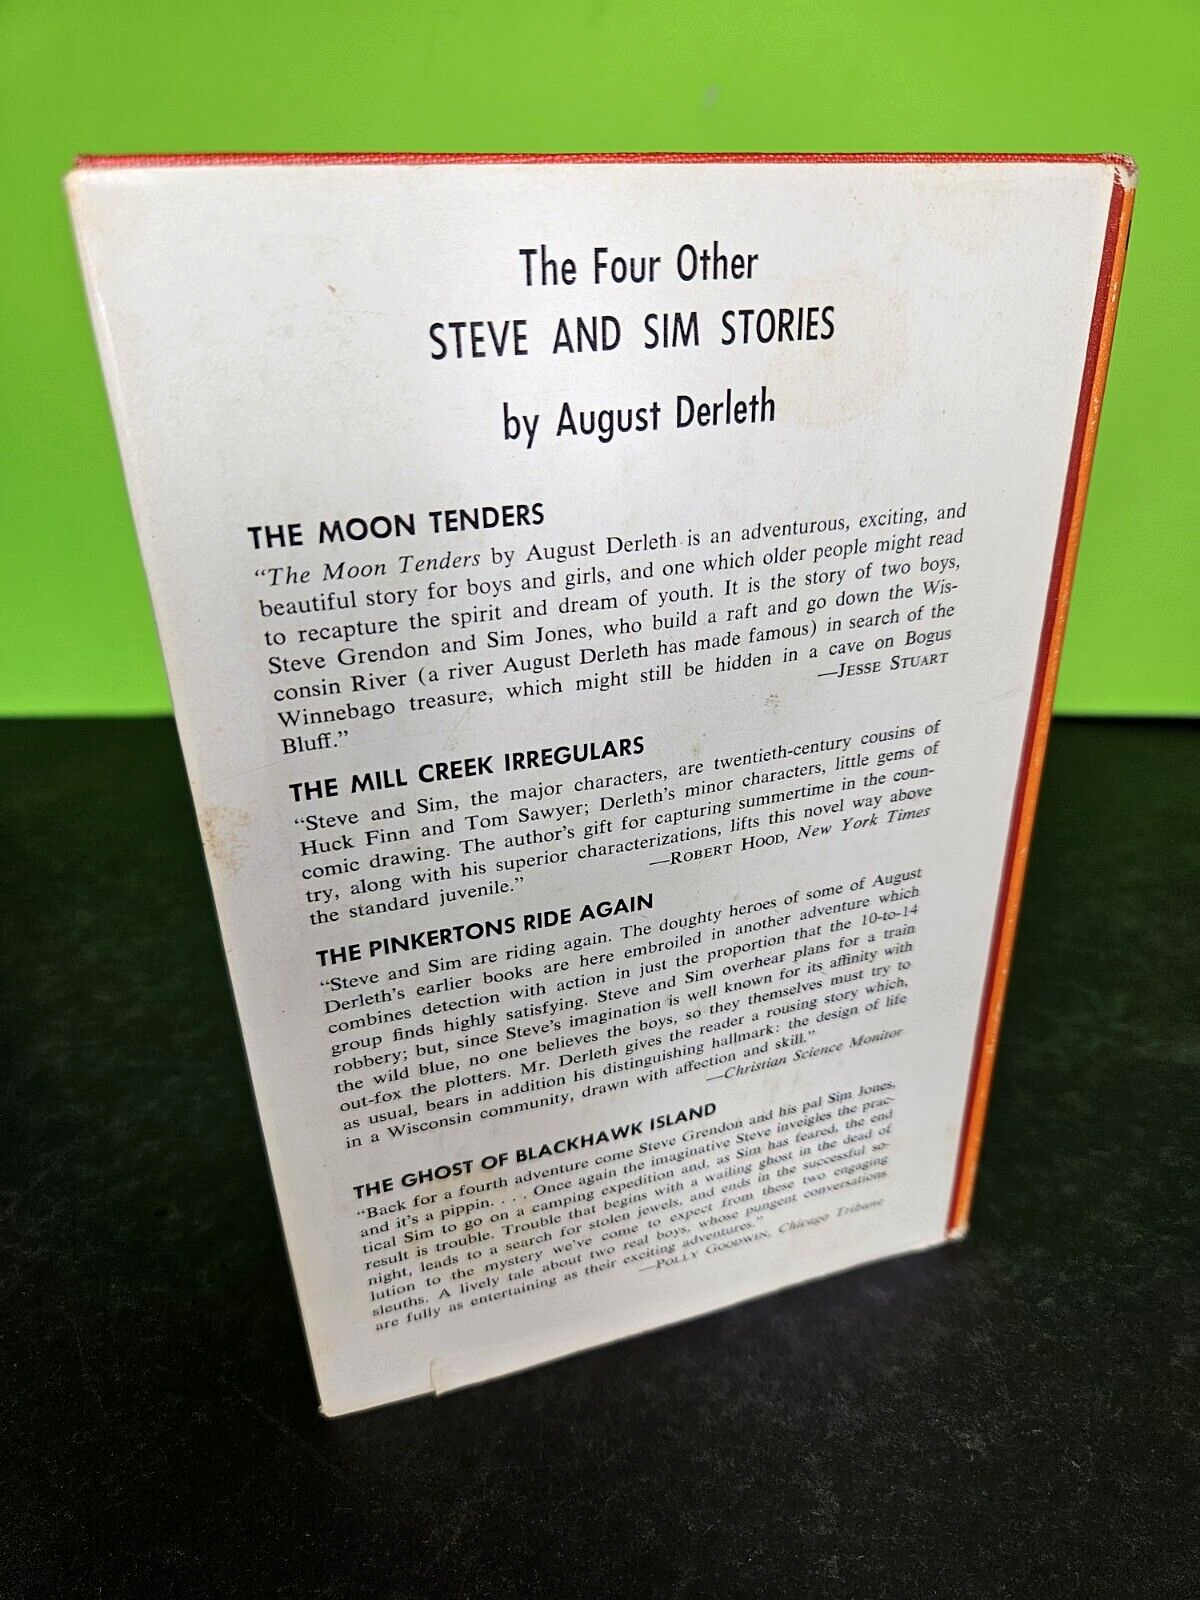 The Four Other
STEVE AND SIM STORIES
by August Derleth
THE MOON TENDERS
“The Moon Tenders by August Derleth is an adventurous, exciting, and
beautiful story for boys and girls, and one which older people might read
to recapture the spirit and dream of youth. It is the story of two boys,
Steve Grendon and Sim Jones, who build a raft and go down the Wis-
consin River (a river August Derleth has made famous) in search of the
Winnebago treasure, which might still be hidden in a cave on Bogus
Bluff.”
—JESSE STUART
THE MILL CREEK IRREGULARS
“Steve and Sim, the major characters, are twentieth-century cousins of
Huck Finn and Tom Sawyer; Derleth’s minor characters, little gems of
comic drawing. The author’s gift for capturing summertime in the coun-
try, along with his superior characterizations, lifts this novel way above
the standard juvenile.”
—ROBERT HOOD, New York Times
THE PINKERTONS RIDE AGAIN
“Steve and Sim are riding again. The doughty heroes of some of August
Derleth’s earlier books are here embroiled in another adventure which
combines detection with action in just the proportion that the 10-to-14
group finds highly satisfying. Steve and Sim overhear plans for a train
robbery; but, since Steve’s imagination is well known for its affinity with
the wild blue, no one believes the boys, so they themselves must try to
out-fox the plotters. Mr. Derleth gives the reader a rousing story which,
as usual, bears in addition his distinguishing hallmark: the design of life
in a Wisconsin community, drawn with affection and skill.”
—Christian Science Monitor
THE GHOST OF BLACKHAWK ISLAND
“Back for a fourth adventure come Steve Grendon and his pal Sim Jones,
and it’s a pippin. . . . Once again the imaginative Steve inveigles the prac-
tical Sim to go on a camping expedition and, as Sim has feared, the end
result is trouble. Trouble that begins with a wailing ghost in the dead of
night, leads to a search for stolen jewels, and ends in the successful so-
lution to the mystery we’ve come to expect from these two engaging
sleuths. A lively tale about two real boys, whose pungent conversations
are fully as entertaining as their exciting adventures.”
—POLLY GOODWIN, Chicago Tribune